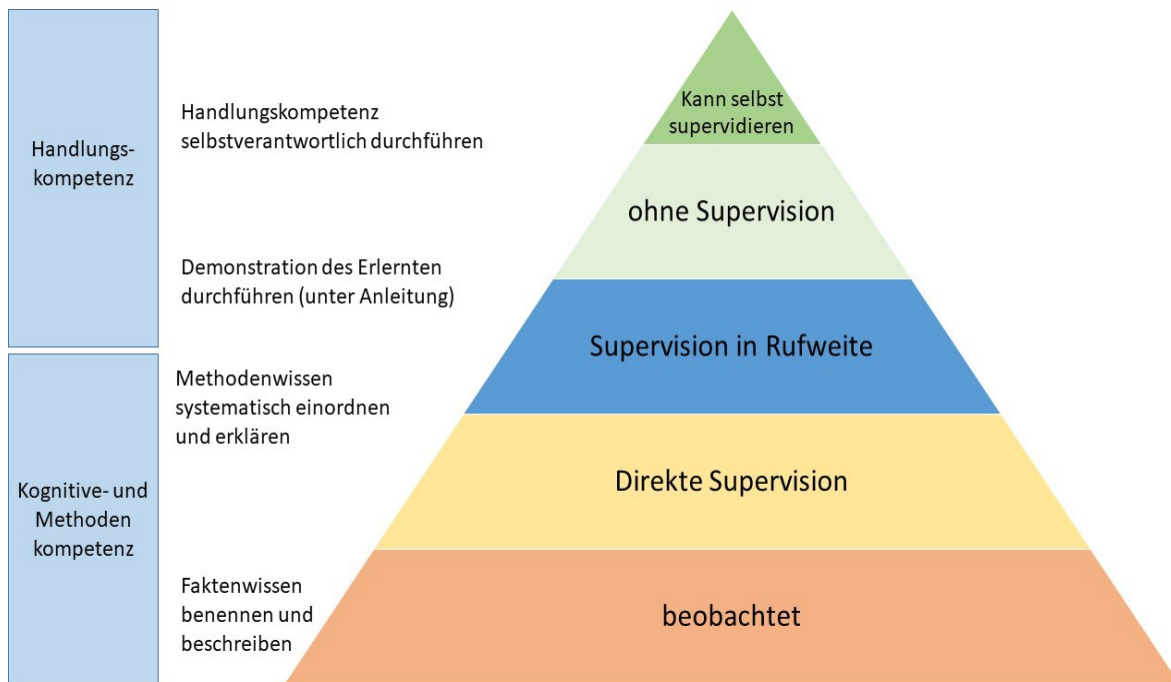 Handlungs-
kompetenz
Kognitive- und
Methoden
kompetenz
Handlungskompetenz
selbstverantwortlich durchführen
Demonstration des Erlernten
durchführen (unter Anleitung)
Methodenwissen
systematisch einordnen
und erklären
Faktenwissen
benennen und
beschreiben
Kann selbst
supervidieren
ohne Supervision
Supervision in Rufweite
Direkte Supervision
beobachtet